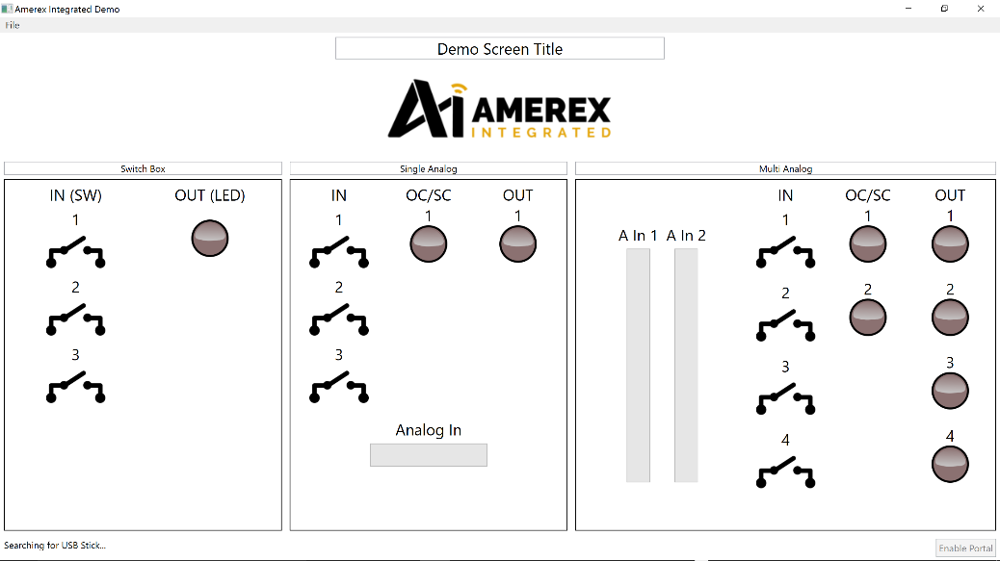 Amerex Integrated Demo
File
Demo Screen Title
Ai AMEREX
INTEGRATED
Switch Box
IN (SW) OUT (LED)
1
2
3
Single Analog
IN OC/SC OUT
1 1 1
2
3
Analog In
Multi Analog
IN OC/SC OUT
A In 1 A In 2
1 1 1
2 2 2
3 3
4 4
Searching for USB Stick...
Enable Portal